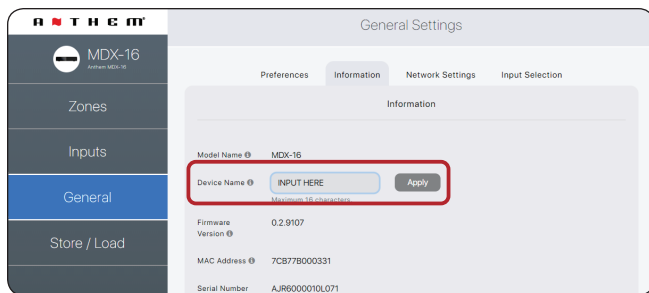 ANTHEM
General Settings
MDX-16
Anthem MDX-16
Preferences Information Network Settings Input Selection
Zones
Information
Inputs
Model Name MDX-16
Device Name INPUT HERE Apply
Maximum 16 characters
General
Firmware Version 0.2.9107
Store / Load
MAC Address 7CB77B000331
Serial Number AJR6000010L071